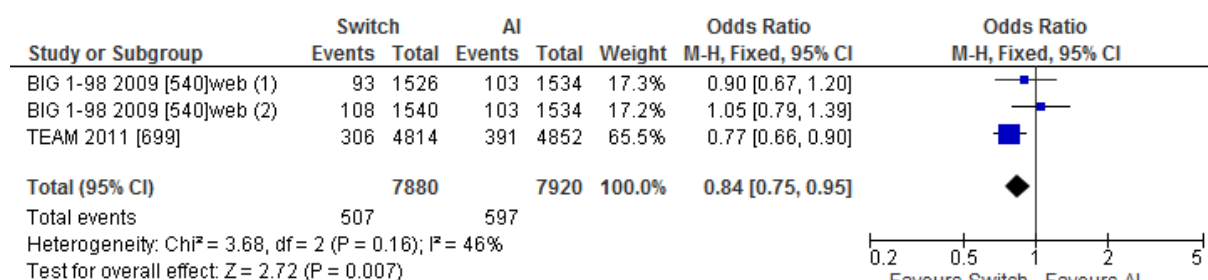 Switch AI Odds Ratio Odds Ratio
Study or Subgroup Events Total Events Total Weight M-H, Fixed, 95% CI M-H, Fixed, 95% CI
BIG 1-98 2009 [540]web (1) 93 1526 103 1534 17.3% 0.90 [0.67, 1.20]
BIG 1-98 2009 [540]web (2) 108 1540 103 1534 17.2% 1.05 [0.79, 1.39]
TEAM 2011 [699] 306 4814 391 4852 65.5% 0.77 [0.66, 0.90]
Total (95% CI) 7880 7920 100.0% 0.84 [0.75, 0.95]
Total events 507 597
Heterogeneity: Chi² = 3.68, df = 2 (P = 0.16); I² = 46%
Test for overall effect: Z = 2.72 (P = 0.007)
0.2 0.5 1 2 5
Favours Switch Favours AI